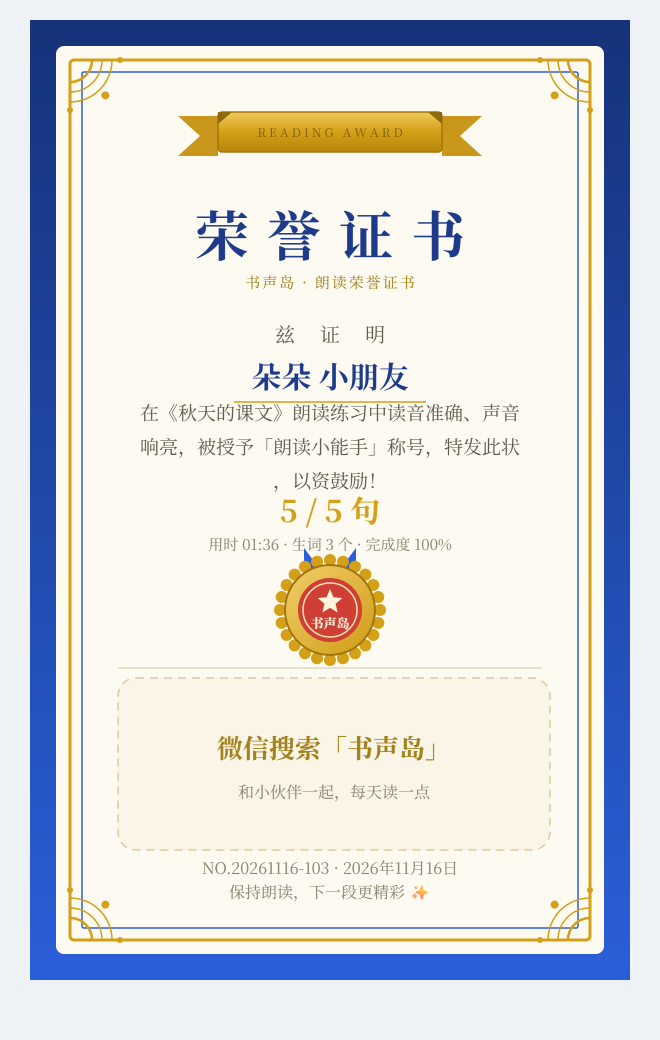 READING AWARD
荣誉证书
书声岛 · 朗读荣誉证书
兹 证 明
朵朵 小朋友
在《秋天的课文》朗读练习中读音准确、声音
响亮，被授予「朗读小能手」称号，特发此状
，以资鼓励！
5 / 5 句
用时 01:36 · 生词 3 个 · 完成度 100%
书声岛
微信搜索「书声岛」
和小伙伴一起，每天读一点
NO.20261116-103 · 2026年11月16日
保持朗读，下一段更精彩 ✨